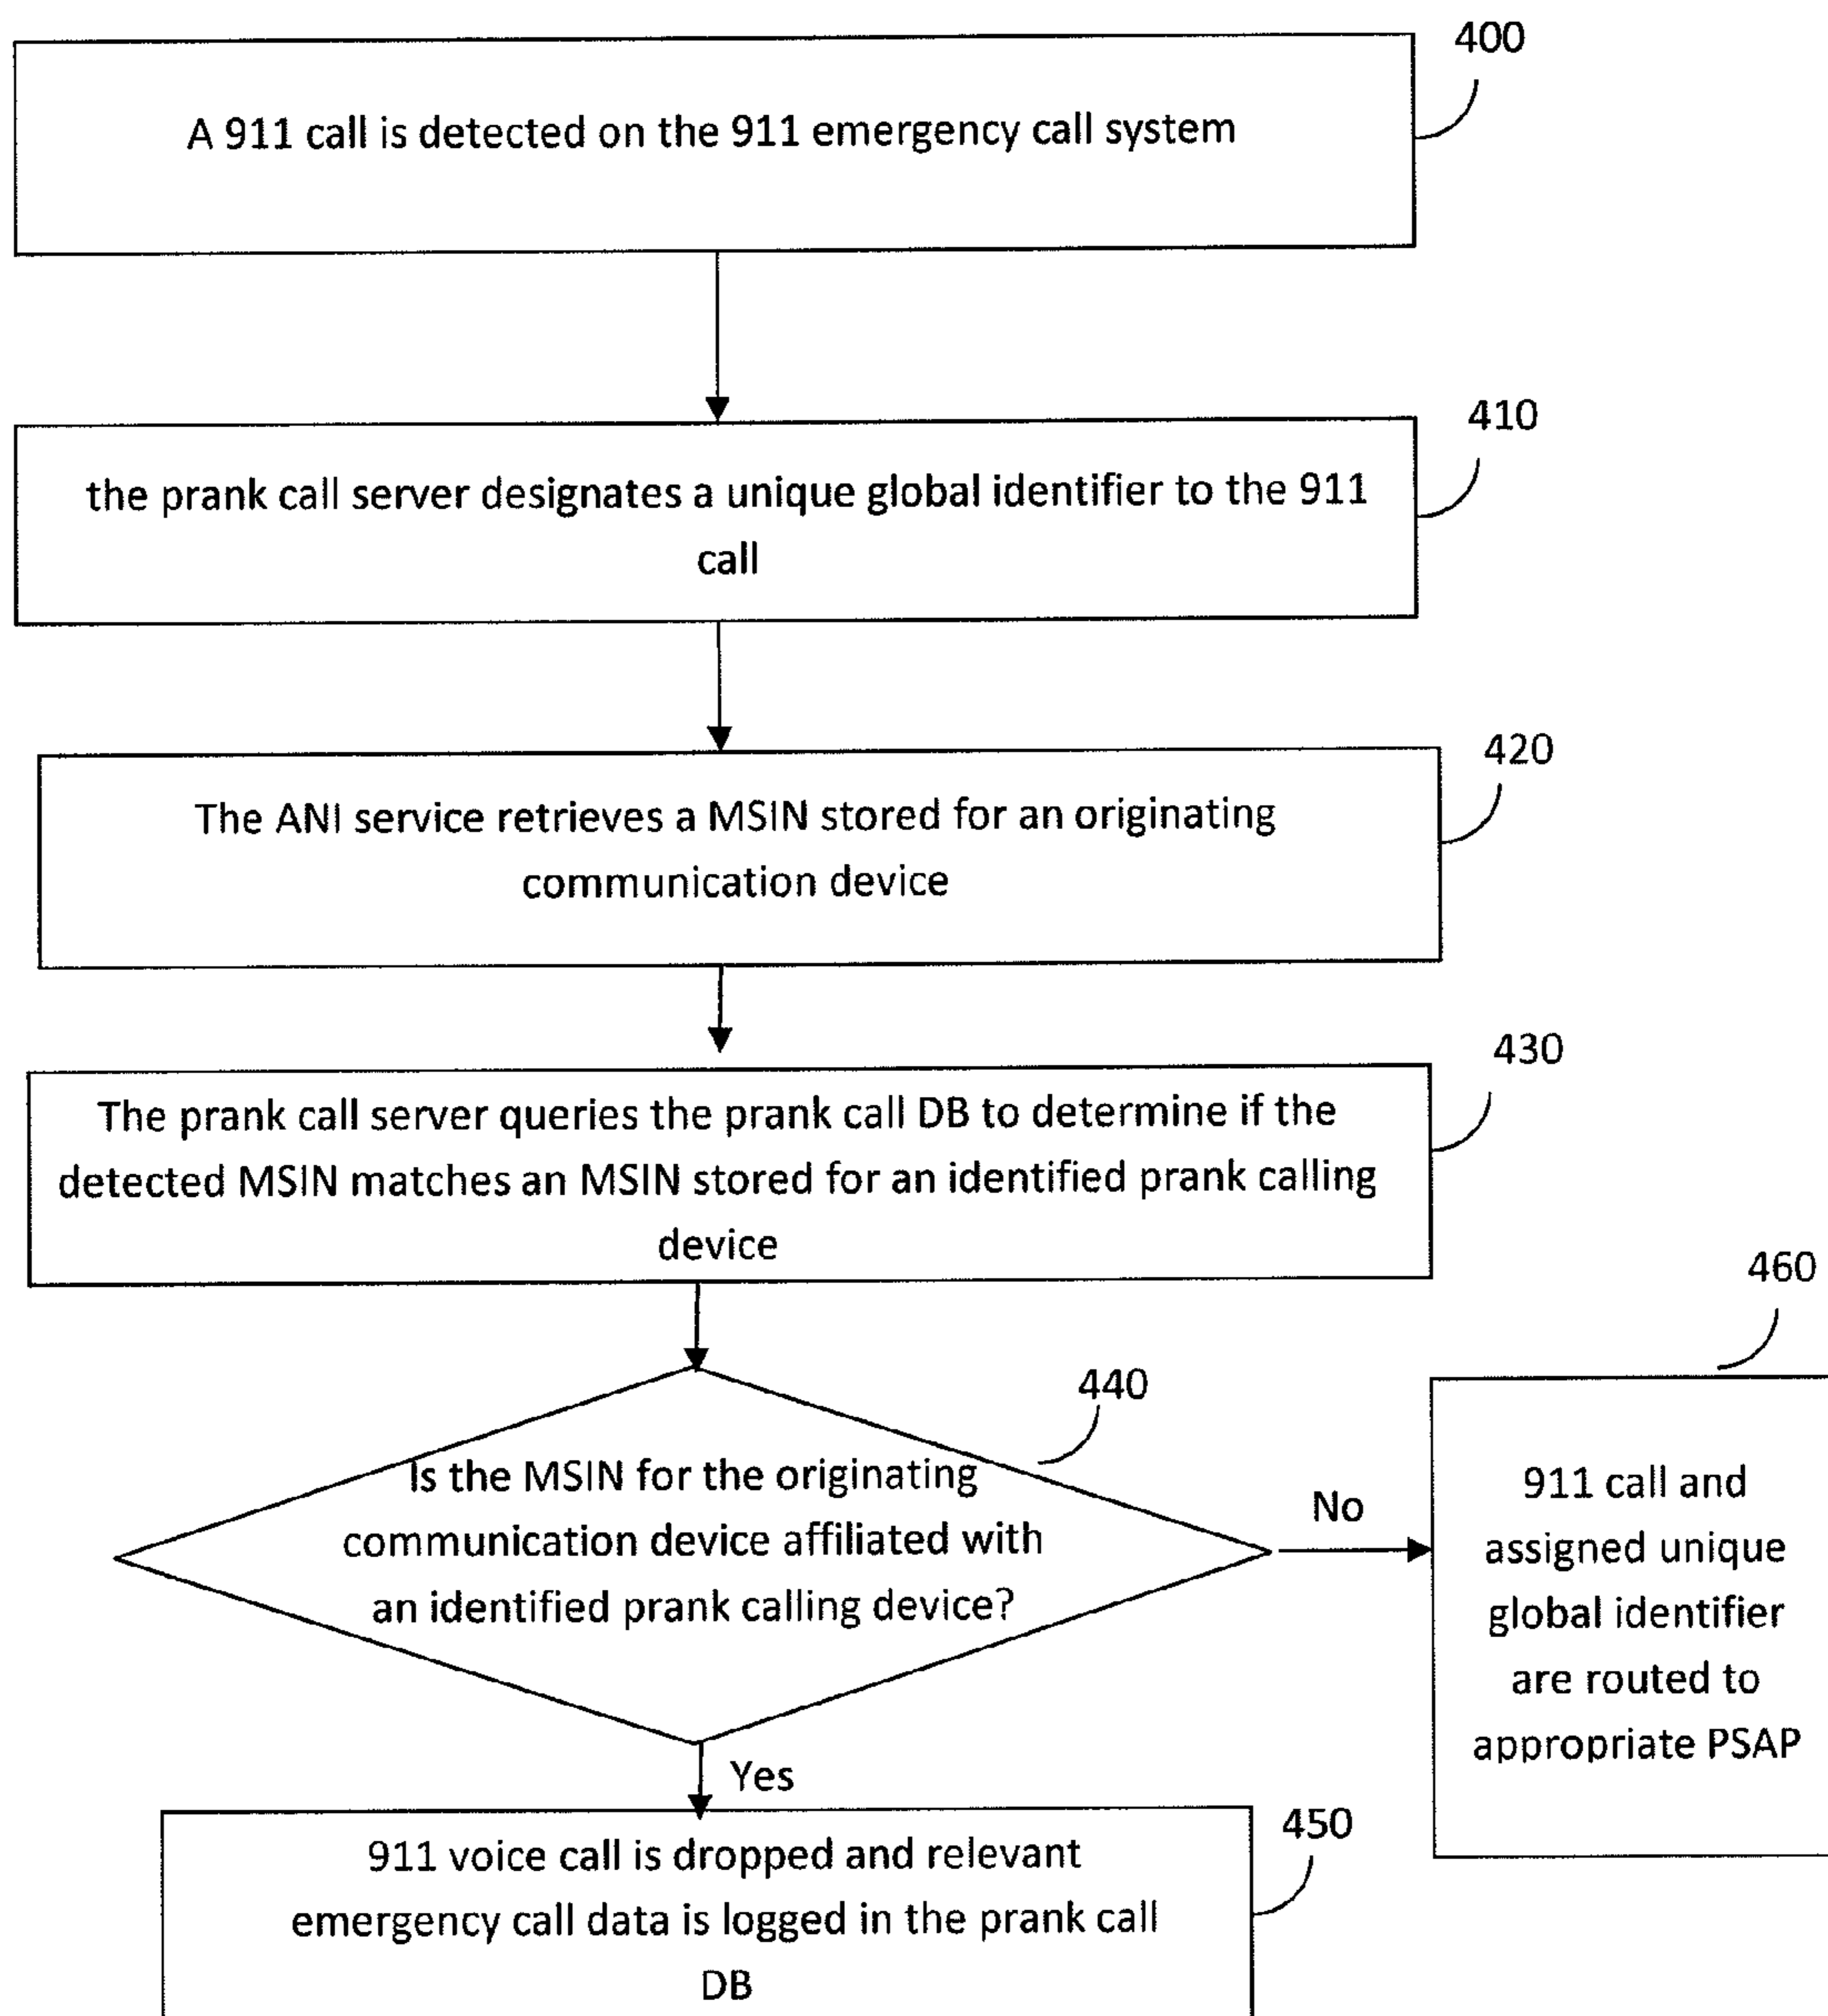 400
A 911 call is detected on the 911 emergency call system
410
the prank call server designates a unique global identifier to the 911
call
420
The ANI service retrieves a MSIN stored for an originating
communication device
430
The prank call server queries the prank call DB to determine if the
detected MSIN matches an MSIN stored for an identified prank calling
device
440
Is the MSIN for the originating
communication device affiliated with
an identified prank calling device?
No
460
911 call and
assigned unique
global identifier
are routed to
appropriate PSAP
Yes
450
911 voice call is dropped and relevant
emergency call data is logged in the prank call
DB